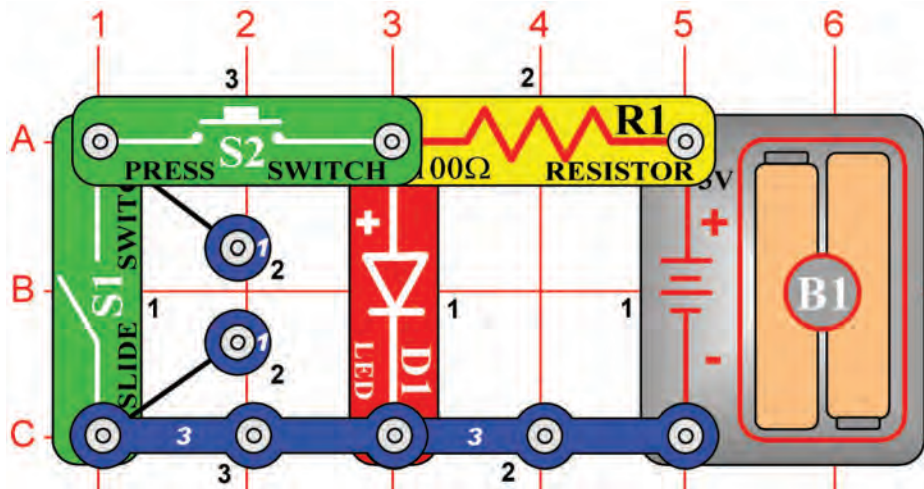 1 2 3 4 5 6
3 2
A
S2 R1
PRESS SWITCH 100Ω RESISTOR
3V
+ +
1
2
B
1 1 1
B1
1
2
-
SLIDE SWITCH
S1
LED
D1
C
3 3
3 2